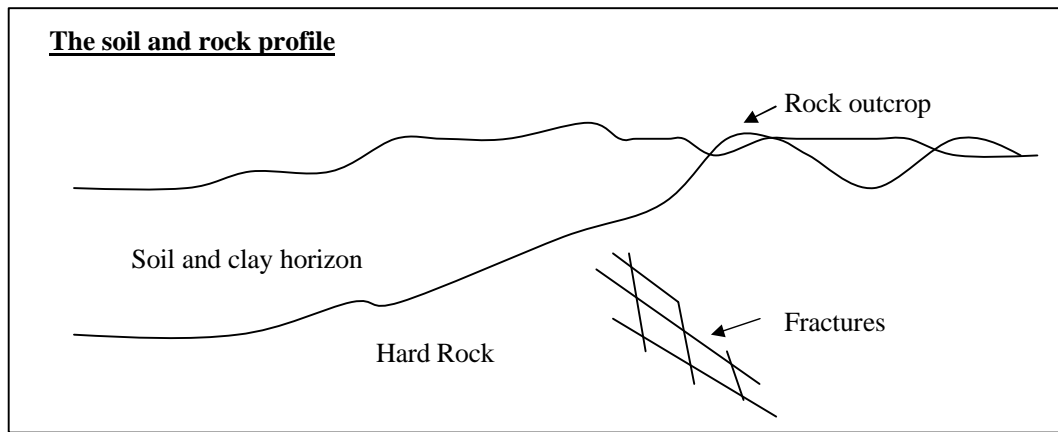 The soil and rock profile
Rock outcrop
Soil and clay horizon
Fractures
Hard Rock